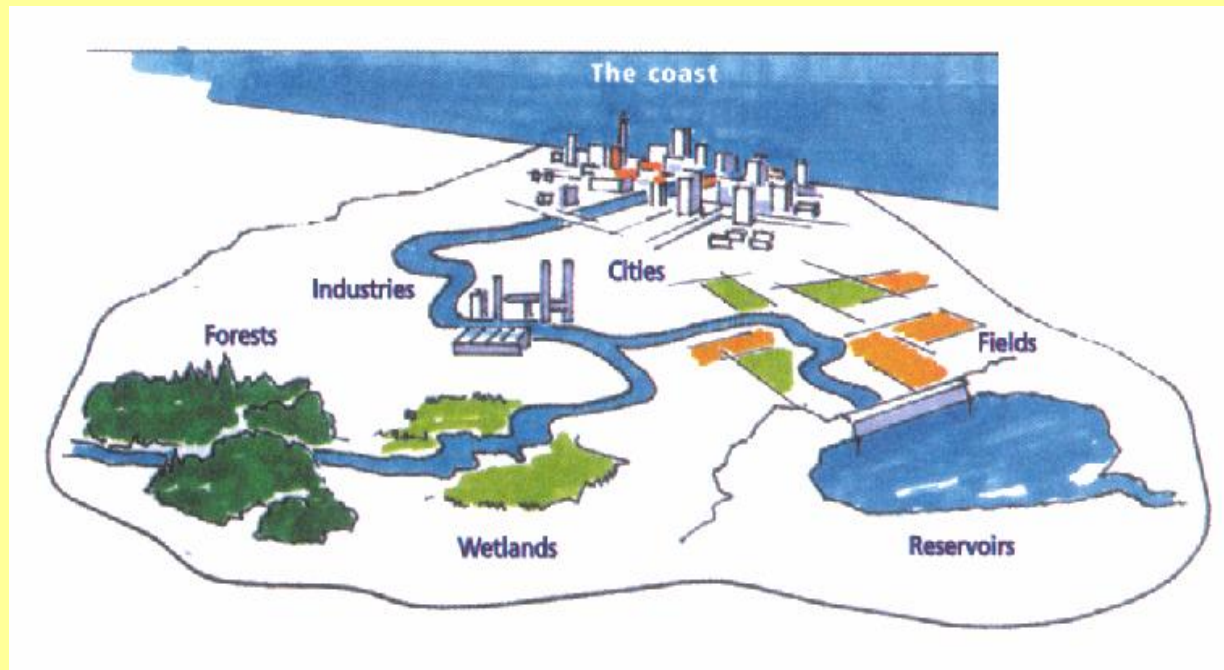 The coast
Cities
Industries
Forests
Fields
Wetlands
Reservoirs